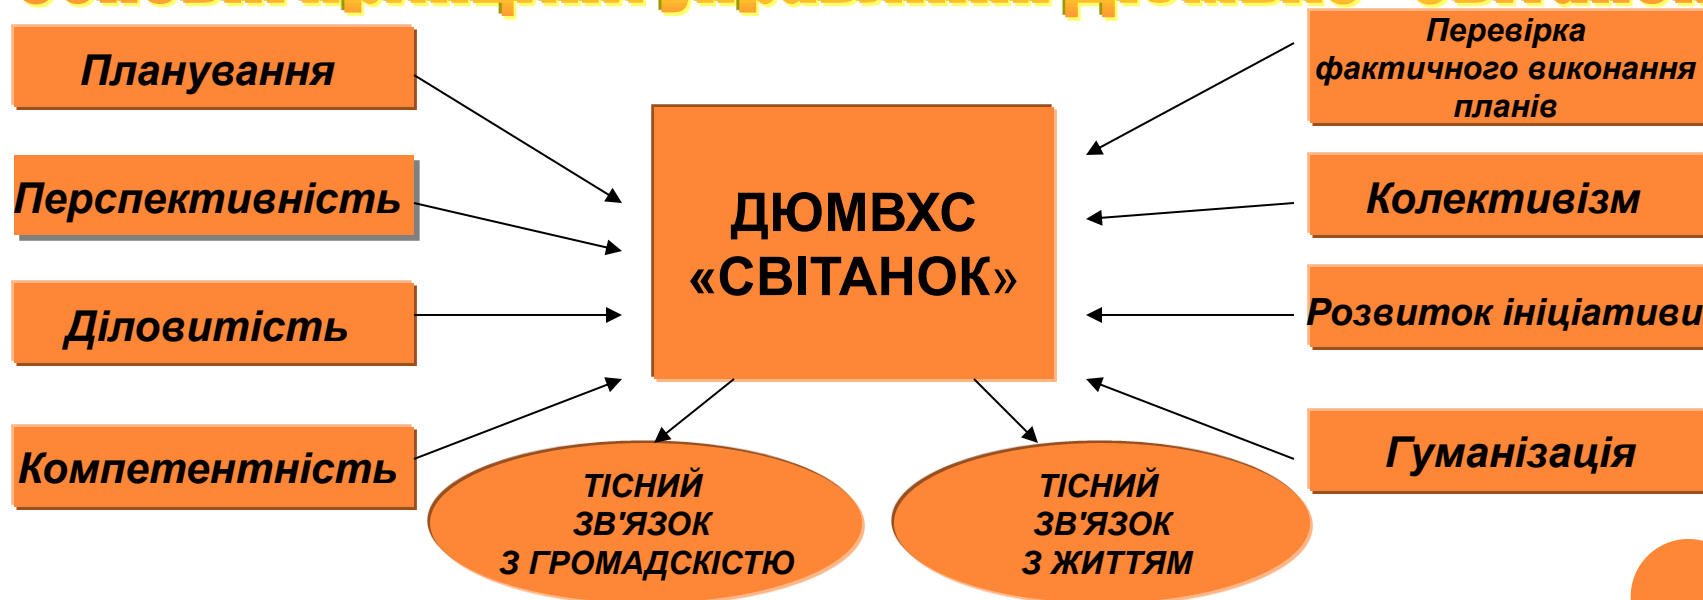 Планування
Перспективність
Діловитість
Компетентність
ДЮМВХС
«СВІТАНОК»
Перевірка
фактичного виконання
планів
Колективізм
Розвиток ініціативи
Гуманізація
ТІСНИЙ
ЗВ'ЯЗОК
З ГРОМАДСКІСТЮ
ТІСНИЙ
ЗВ'ЯЗОК
З ЖИТТЯМ